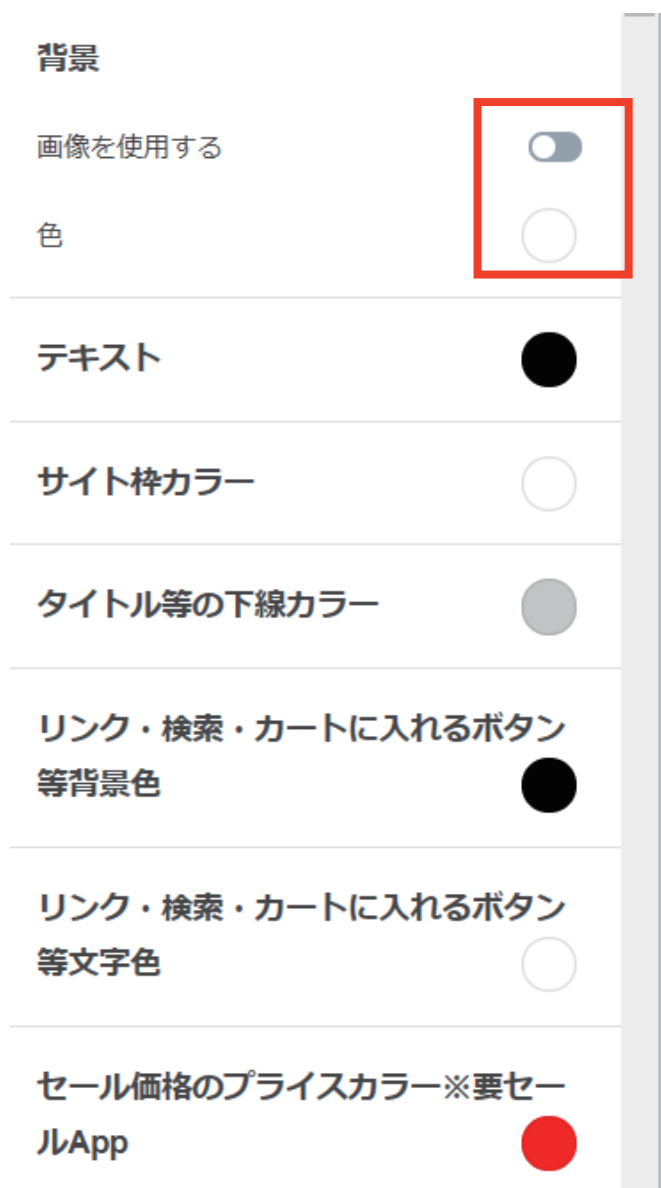 背景
画像を使用する
色
テキスト
サイト枠カラー
タイトル等の下線カラー
リンク・検索・カートに入れるボタン
等背景色
リンク・検索・カートに入れるボタン
等文字色
セール価格のプライスカラー※要セー
ルApp